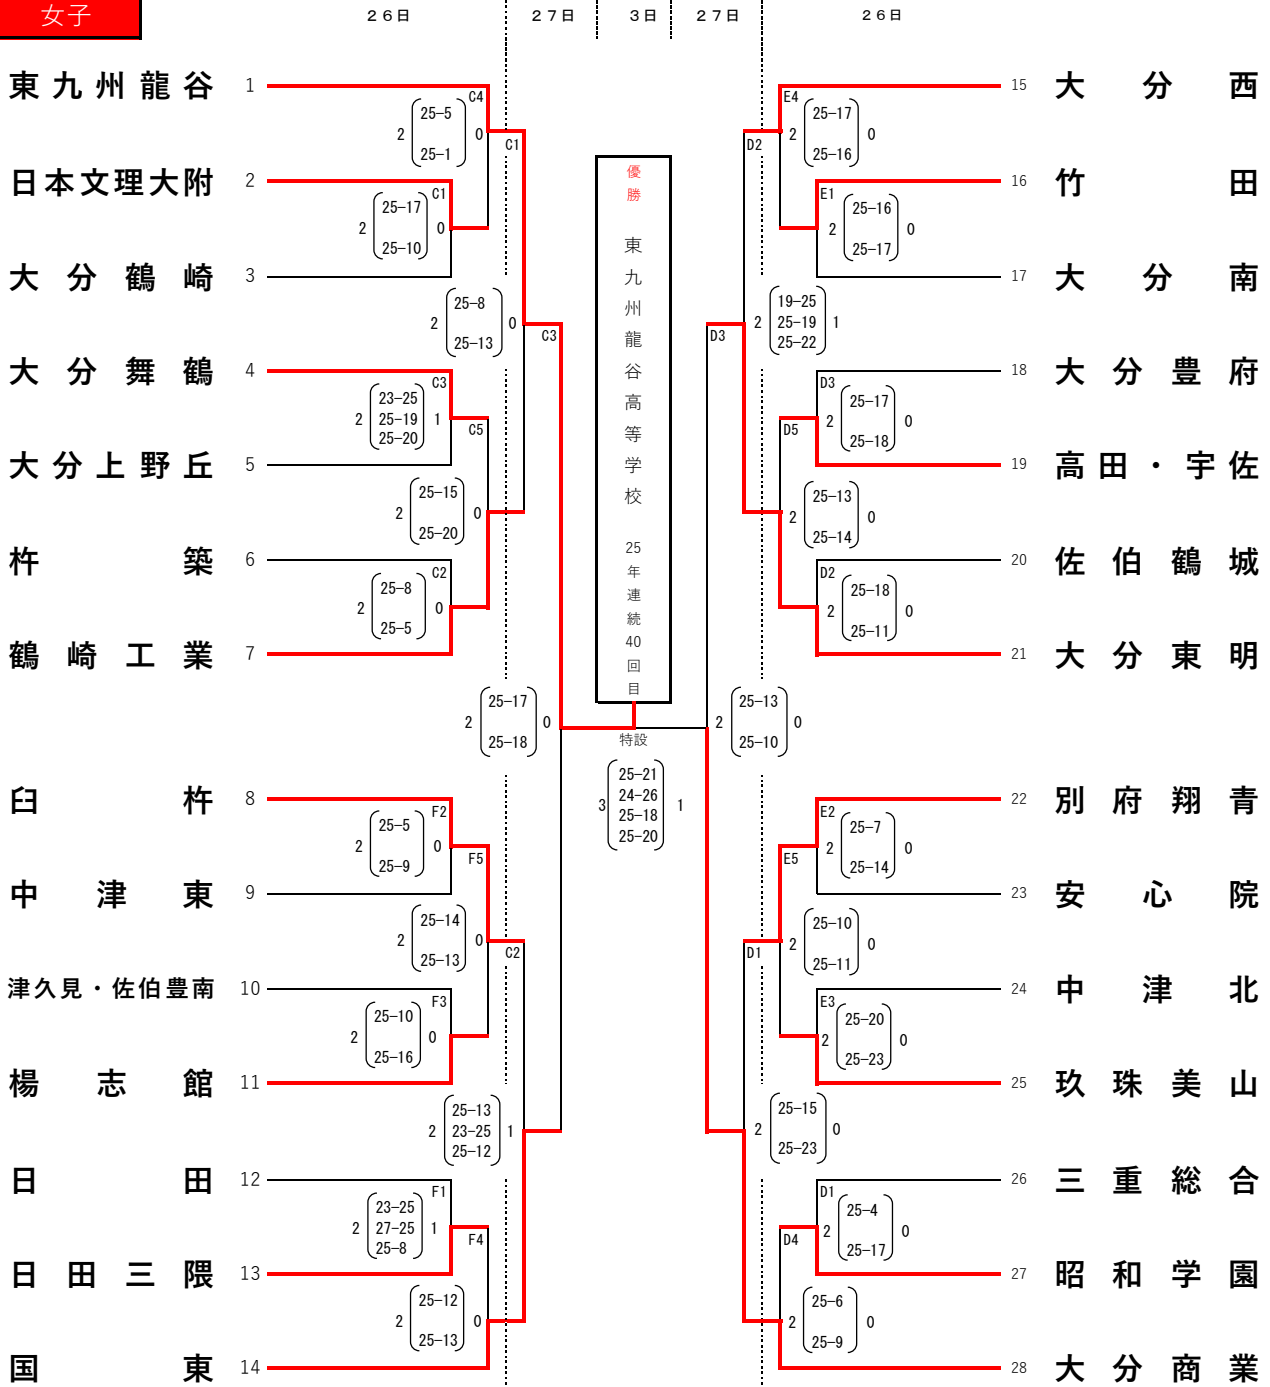 女子
２６日
２７日
３日
２７日
２６日
東九州龍谷 1
日本文理大附 2
大分鶴崎 3
大分舞鶴 4
大分上野丘 5
杵築 6
鶴崎工業 7
臼杵 8
中津東 9
津久見・佐伯豊南 10
楊志館 11
日田 12
日田三隈 13
国東 14
C4
2 25-5 0
25-1
C1
2 25-17 0
25-10
C1
2 25-8 0
25-13
C3
C3
23-25
2 25-19 1
25-20
C5
2 25-15 0
25-20
C2
2 25-8 0
25-5
2 25-17 0
25-18
F2
2 25-5 0
25-9
F5
2 25-14 0
25-13
C2
F3
2 25-10 0
25-16
25-13
2 23-25 1
25-12
F1
23-25
2 27-25 1
25-8
F4
2 25-12 0
25-13
優勝
東九州龍谷高等学校
25年連続40回目
特設
25-21
3 24-26 1
25-18
25-20
E4
2 25-17 0
25-16
D2
E1
2 25-16 0
25-17
19-25
2 25-19 1
25-22
D3
D3
2 25-17 0
25-18
D5
2 25-13 0
25-14
D2
2 25-18 0
25-11
2 25-13 0
25-10
E2
2 25-7 0
25-14
E5
2 25-10 0
25-11
D1
E3
2 25-20 0
25-23
2 25-15 0
25-23
D1
2 25-4 0
25-17
D4
2 25-6 0
25-9
15 大分西
16 竹田
17 大分南
18 大分豊府
19 高田・宇佐
20 佐伯鶴城
21 大分東明
22 別府翔青
23 安心院
24 中津北
25 玖珠美山
26 三重総合
27 昭和学園
28 大分商業